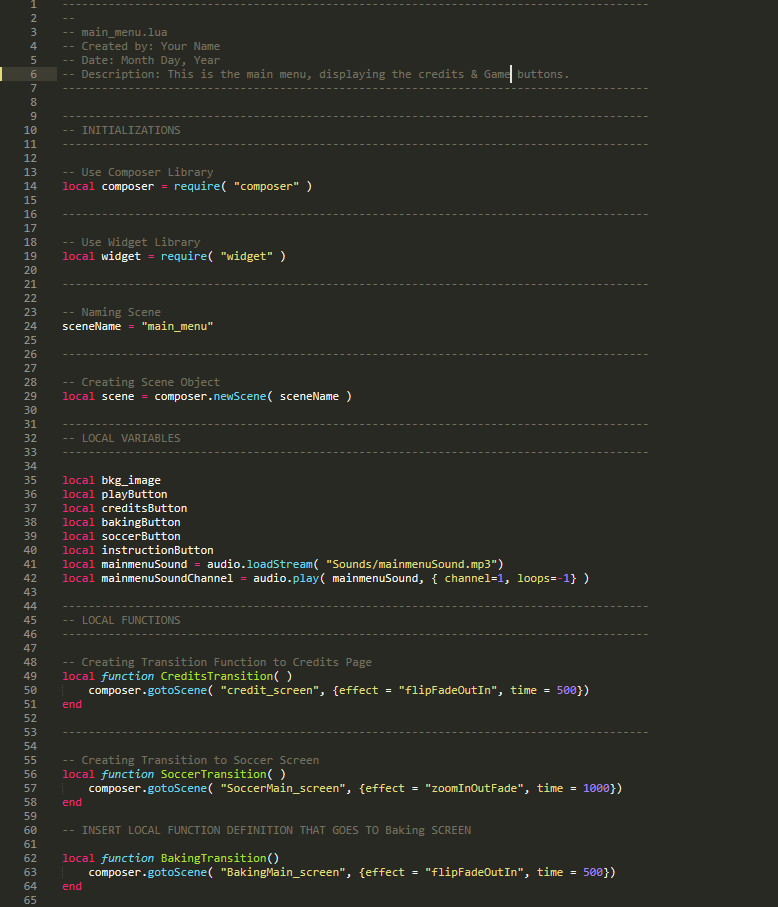 1 -----------------------------------------------------------------------------------------
2 --
3 -- main_menu.lua
4 -- Created by: Your Name
5 -- Date: Month Day, Year
6 -- Description: This is the main menu, displaying the credits & Game buttons.
7 -----------------------------------------------------------------------------------------
8
9 -----------------------------------------------------------------------------------------
10 -- INITIALIZATIONS
11 -----------------------------------------------------------------------------------------
12
13 -- Use Composer Library
14 local composer = require( "composer" )
15
16 -----------------------------------------------------------------------------------------
17
18 -- Use Widget Library
19 local widget = require( "widget" )
20
21 -----------------------------------------------------------------------------------------
22
23 -- Naming Scene
24 sceneName = "main_menu"
25
26 -----------------------------------------------------------------------------------------
27
28 -- Creating Scene Object
29 local scene = composer.newScene( sceneName )
30
31 -----------------------------------------------------------------------------------------
32 -- LOCAL VARIABLES
33 -----------------------------------------------------------------------------------------
34
35 local bkg_image
36 local playButton
37 local creditsButton
38 local bakingButton
39 local soccerButton
40 local instructionButton
41 local mainmenuSound = audio.loadStream( "Sounds/mainmenuSound.mp3")
42 local mainmenuSoundChannel = audio.play( mainmenuSound, { channel=1, loops=-1} )
43
44 -----------------------------------------------------------------------------------------
45 -- LOCAL FUNCTIONS
46 -----------------------------------------------------------------------------------------
47
48 -- Creating Transition Function to Credits Page
49 local function CreditsTransition( )
50     composer.gotoScene( "credit_screen", {effect = "flipFadeOutIn", time = 500})
51 end
52
53 -----------------------------------------------------------------------------------------
54
55 -- Creating Transition to Soccer Screen
56 local function SoccerTransition( )
57     composer.gotoScene( "SoccerMain_screen", {effect = "zoomInOutFade", time = 1000})
58 end
59
60 -- INSERT LOCAL FUNCTION DEFINITION THAT GOES TO Baking SCREEN
61
62 local function BakingTransition()
63     composer.gotoScene( "BakingMain_screen", {effect = "flipFadeOutIn", time = 500})
64 end
65